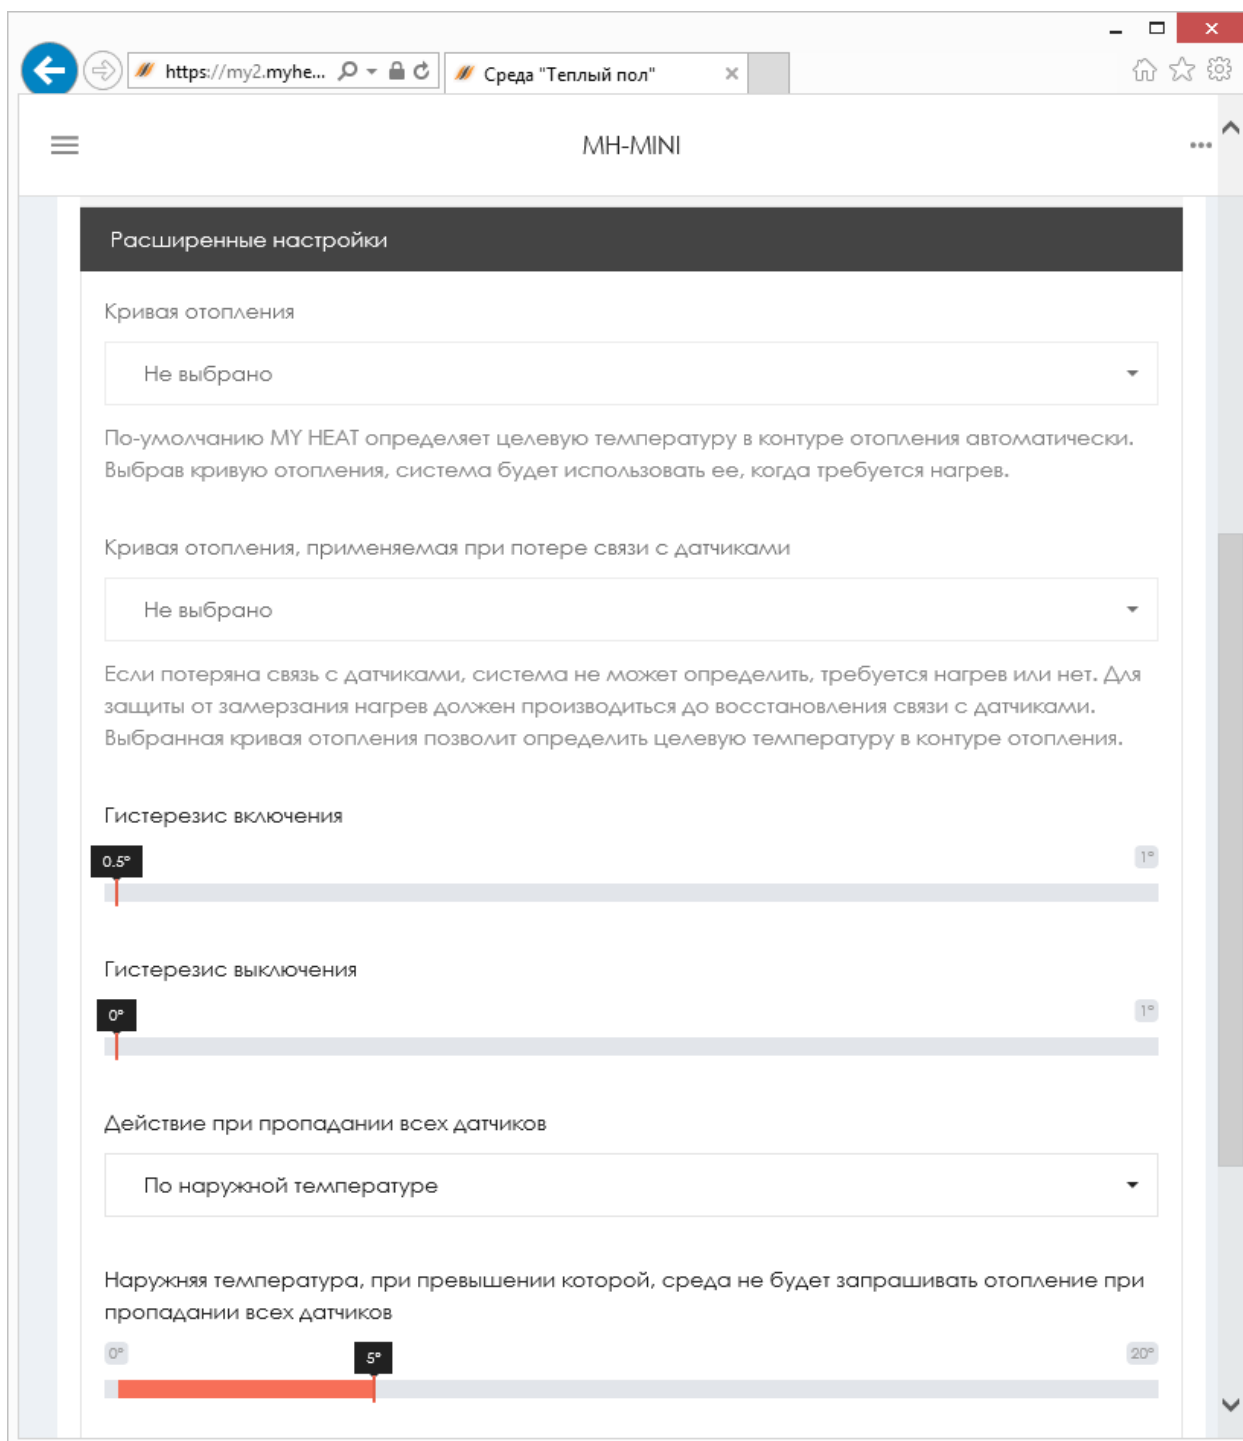 https://my2.myhe...
Среда "Теплый пол"
MH-MINI
Расширенные настройки
Кривая отопления
Не выбрано
По-умолчанию MY HEAT определяет целевую температуру в контуре отопления автоматически.
Выбрав кривую отопления, система будет использовать ее, когда требуется нагрев.
Кривая отопления, применяемая при потере связи с датчиками
Не выбрано
Если потеряна связь с датчиками, система не может определить, требуется нагрев или нет. Для
защиты от замерзания нагрев должен производиться до восстановления связи с датчиками.
Выбранная кривая отопления позволит определить целевую температуру в контуре отопления.
Гистерезис включения
0.5° 1°
Гистерезис выключения
0° 1°
Действие при пропадании всех датчиков
По наружной температуре
Наружняя температура, при превышении которой, среда не будет запрашивать отопление при
пропадании всех датчиков
0° 5° 20°